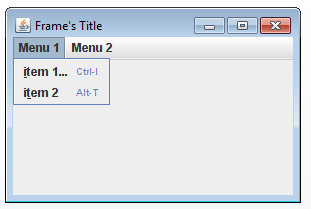 Frame's Title
Menu 1 Menu 2
item 1... Ctrl-I
item 2 Alt-T